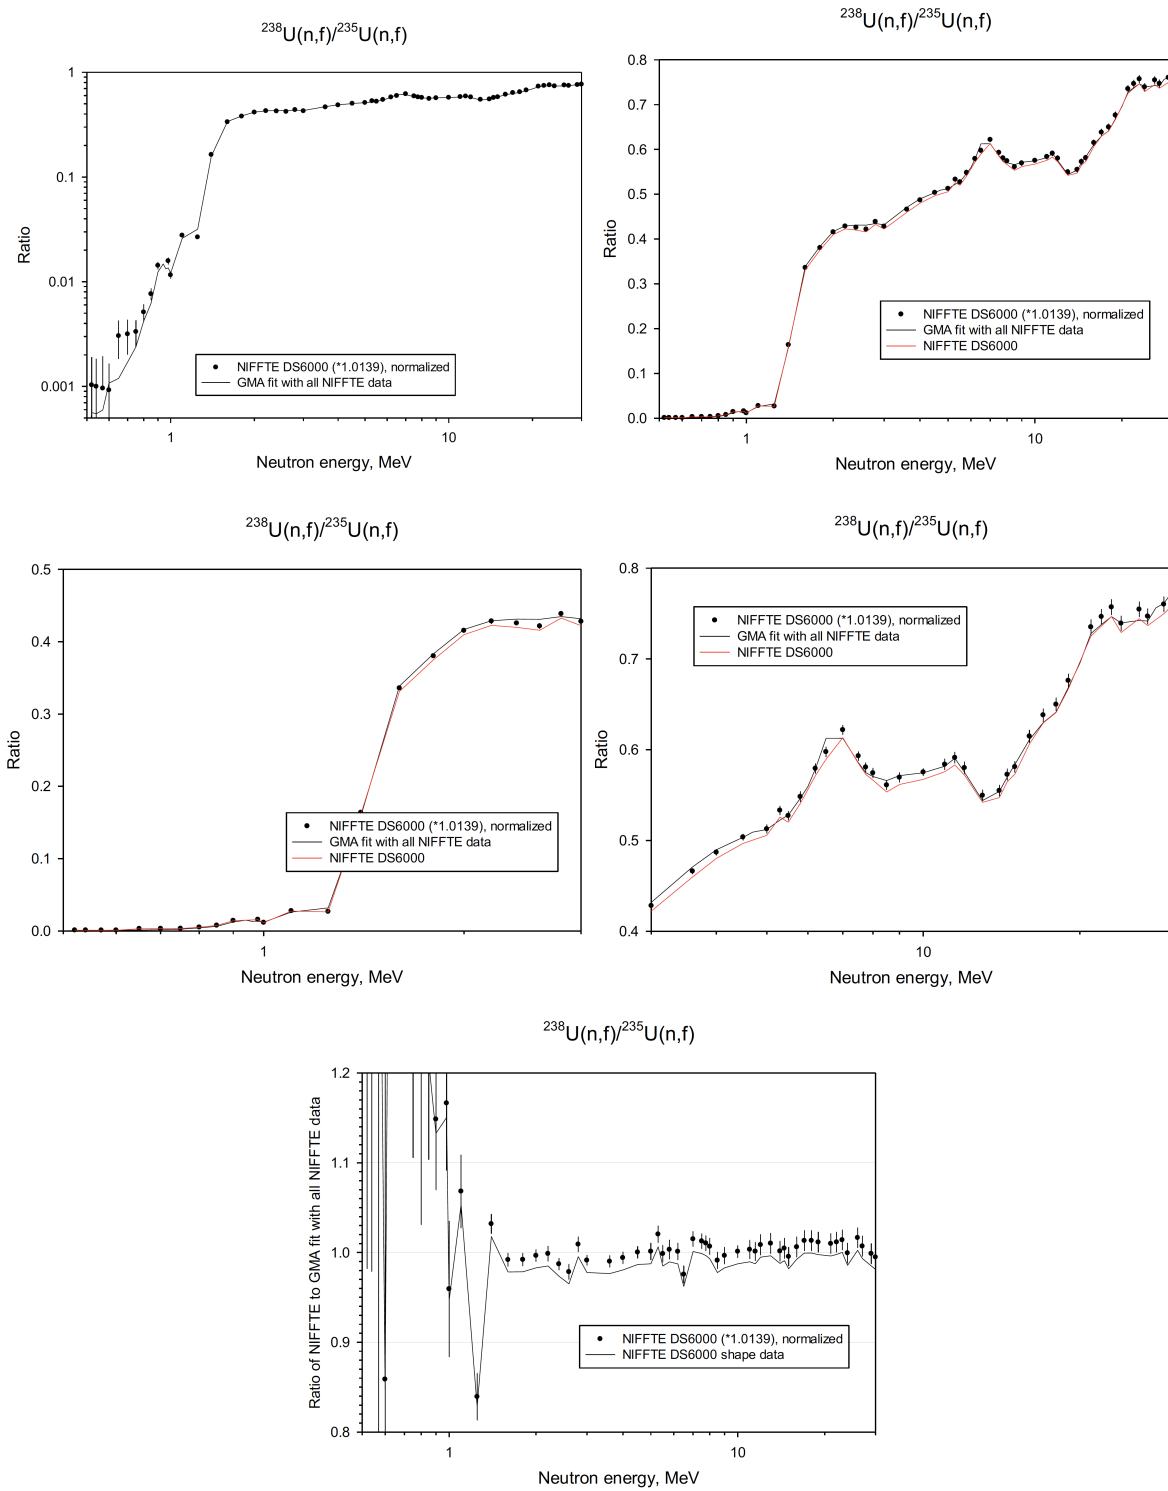 238U(n,f)/235U(n,f)
1
0.1
0.01
0.001
Ratio
NIFFTE DS6000 (*1.0139), normalized
GMA fit with all NIFFTE data
1
10
Neutron energy, MeV
238U(n,f)/235U(n,f)
0.8
0.7
0.6
0.5
0.4
0.3
0.2
0.1
0.0
Ratio
NIFFTE DS6000 (*1.0139), normalized
GMA fit with all NIFFTE data
NIFFTE DS6000
1
10
Neutron energy, MeV
238U(n,f)/235U(n,f)
0.5
0.4
0.3
0.2
0.1
0.0
Ratio
NIFFTE DS6000 (*1.0139), normalized
GMA fit with all NIFFTE data
NIFFTE DS6000
1
Neutron energy, MeV
238U(n,f)/235U(n,f)
0.8
0.7
0.6
0.5
0.4
Ratio
NIFFTE DS6000 (*1.0139), normalized
GMA fit with all NIFFTE data
NIFFTE DS6000
10
Neutron energy, MeV
238U(n,f)/235U(n,f)
1.2
1.1
1.0
0.9
0.8
Ratio of NIFFTE to GMA fit with all NIFFTE data
NIFFTE DS6000 (*1.0139), normalized
NIFFTE DS6000 shape data
1
10
Neutron energy, MeV